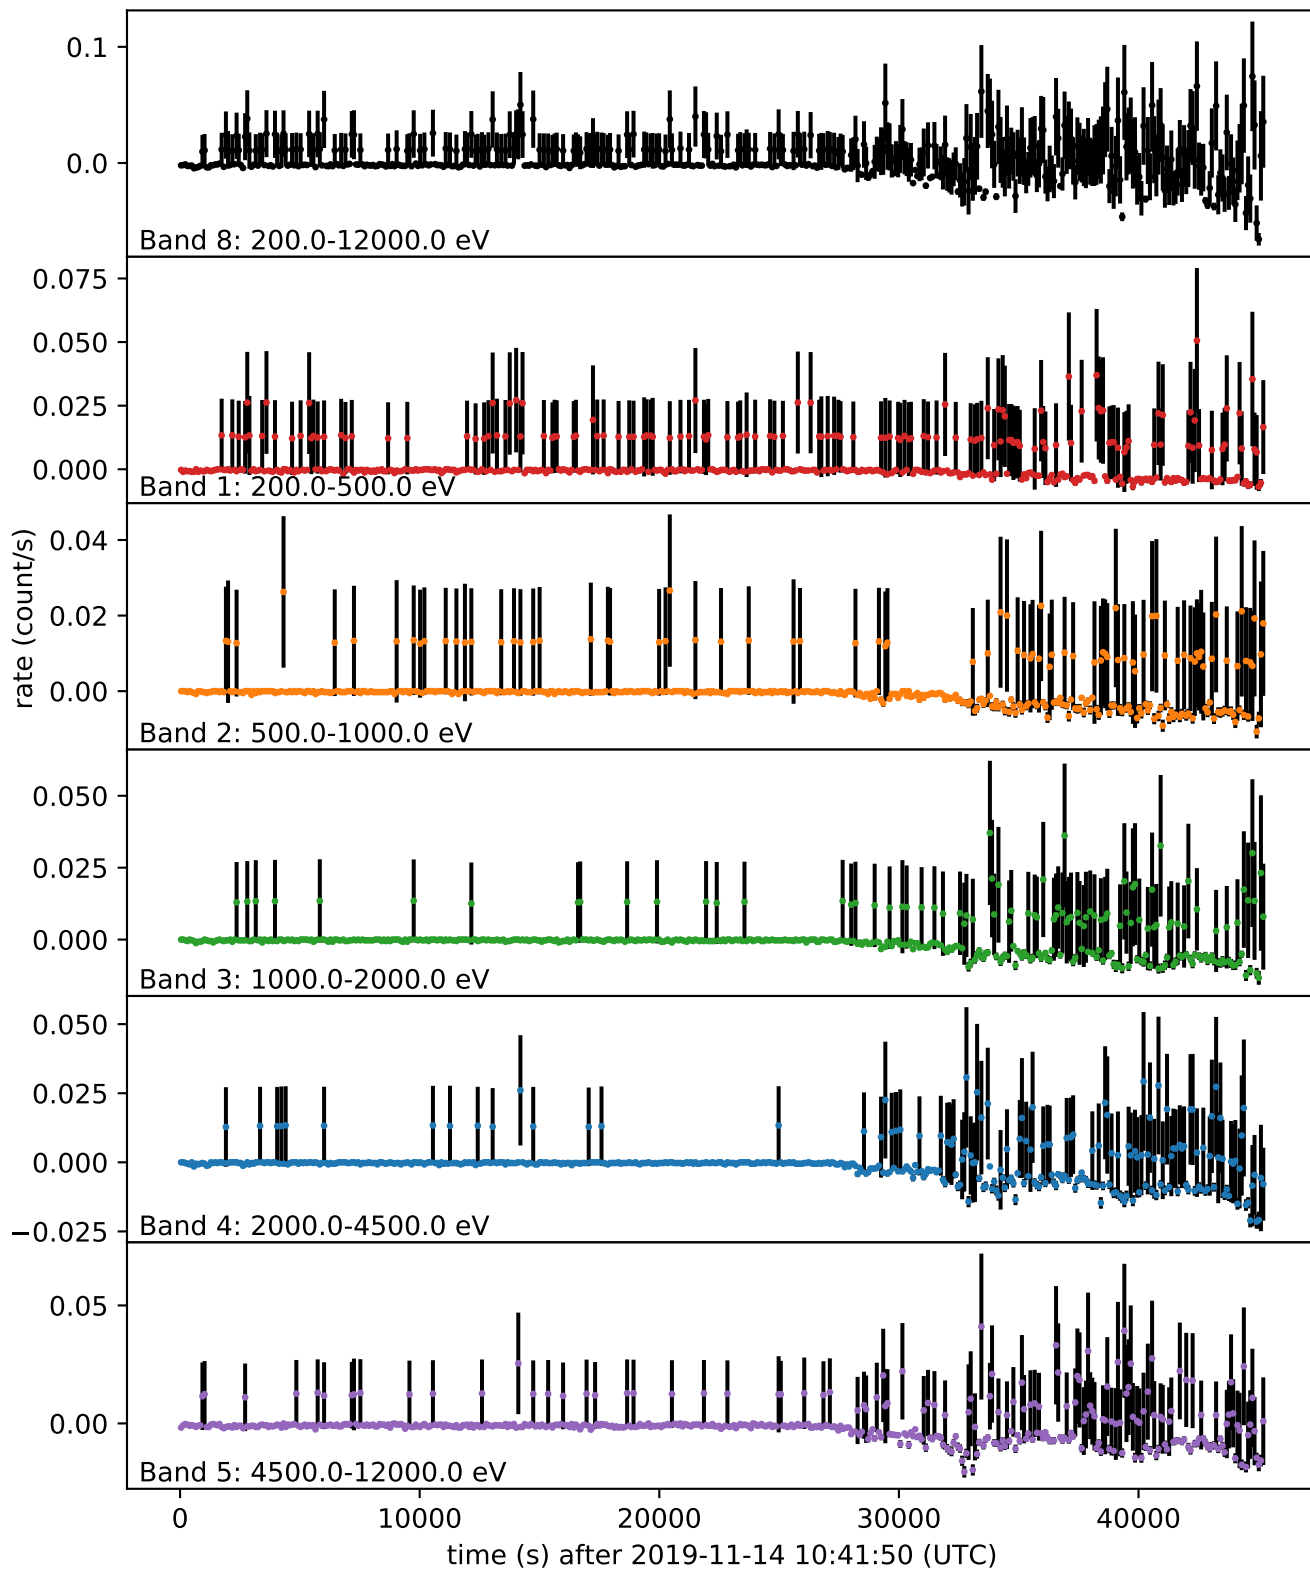 0.1
0.0
Band 8: 200.0-12000.0 eV
0.075
0.050
0.025
0.000
Band 1: 200.0-500.0 eV
rate (count/s)
0.04
0.02
0.00
Band 2: 500.0-1000.0 eV
0.050
0.025
0.000
Band 3: 1000.0-2000.0 eV
0.050
0.025
0.000
−0.025
Band 4: 2000.0-4500.0 eV
0.05
0.00
Band 5: 4500.0-12000.0 eV
0 10000 20000 30000 40000
time (s) after 2019-11-14 10:41:50 (UTC)